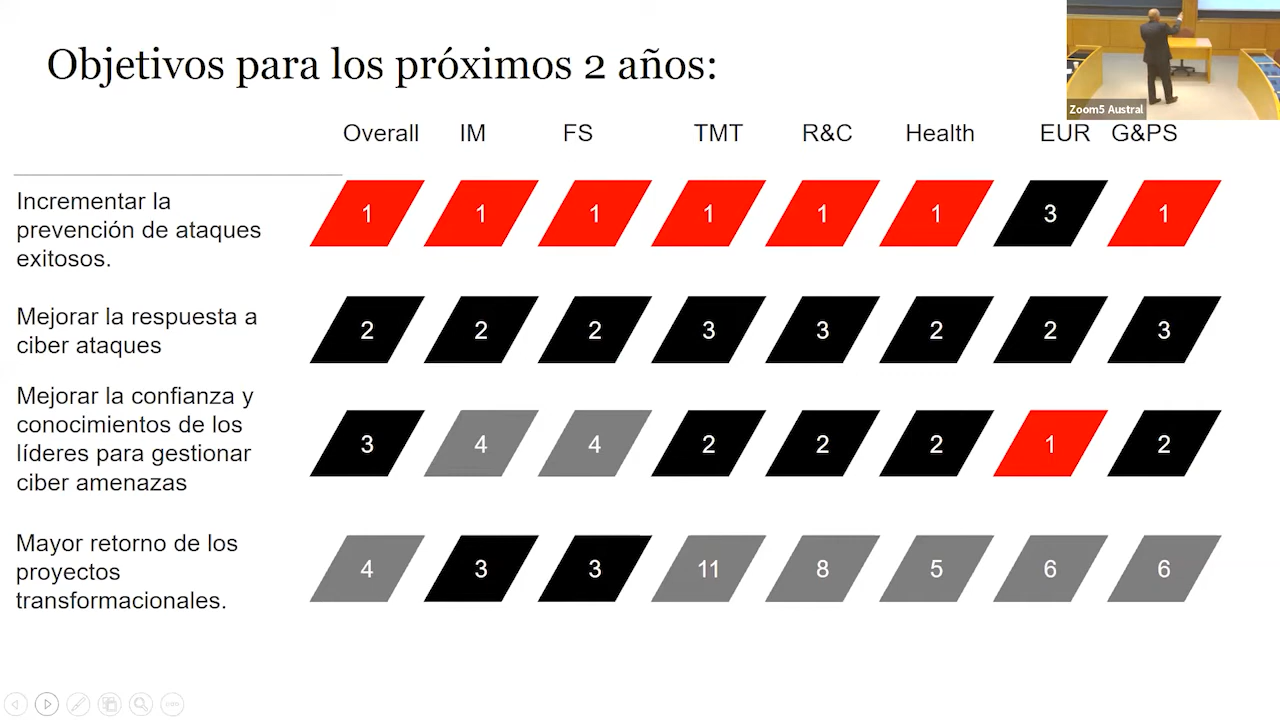 Objetivos para los próximos 2 años:
Zoom5 Austral
Overall IM FS TMT R&C Health EUR G&PS
Incrementar la
prevención de ataques
exitosos.
1 1 1 1 1 1 3 1
Mejorar la respuesta a
ciber ataques
2 2 2 3 3 2 2 3
Mejorar la confianza y
conocimientos de los
líderes para gestionar
ciber amenazas
3 4 4 2 2 2 1 2
Mayor retorno de los
proyectos
transformacionales.
4 3 3 11 8 5 6 6